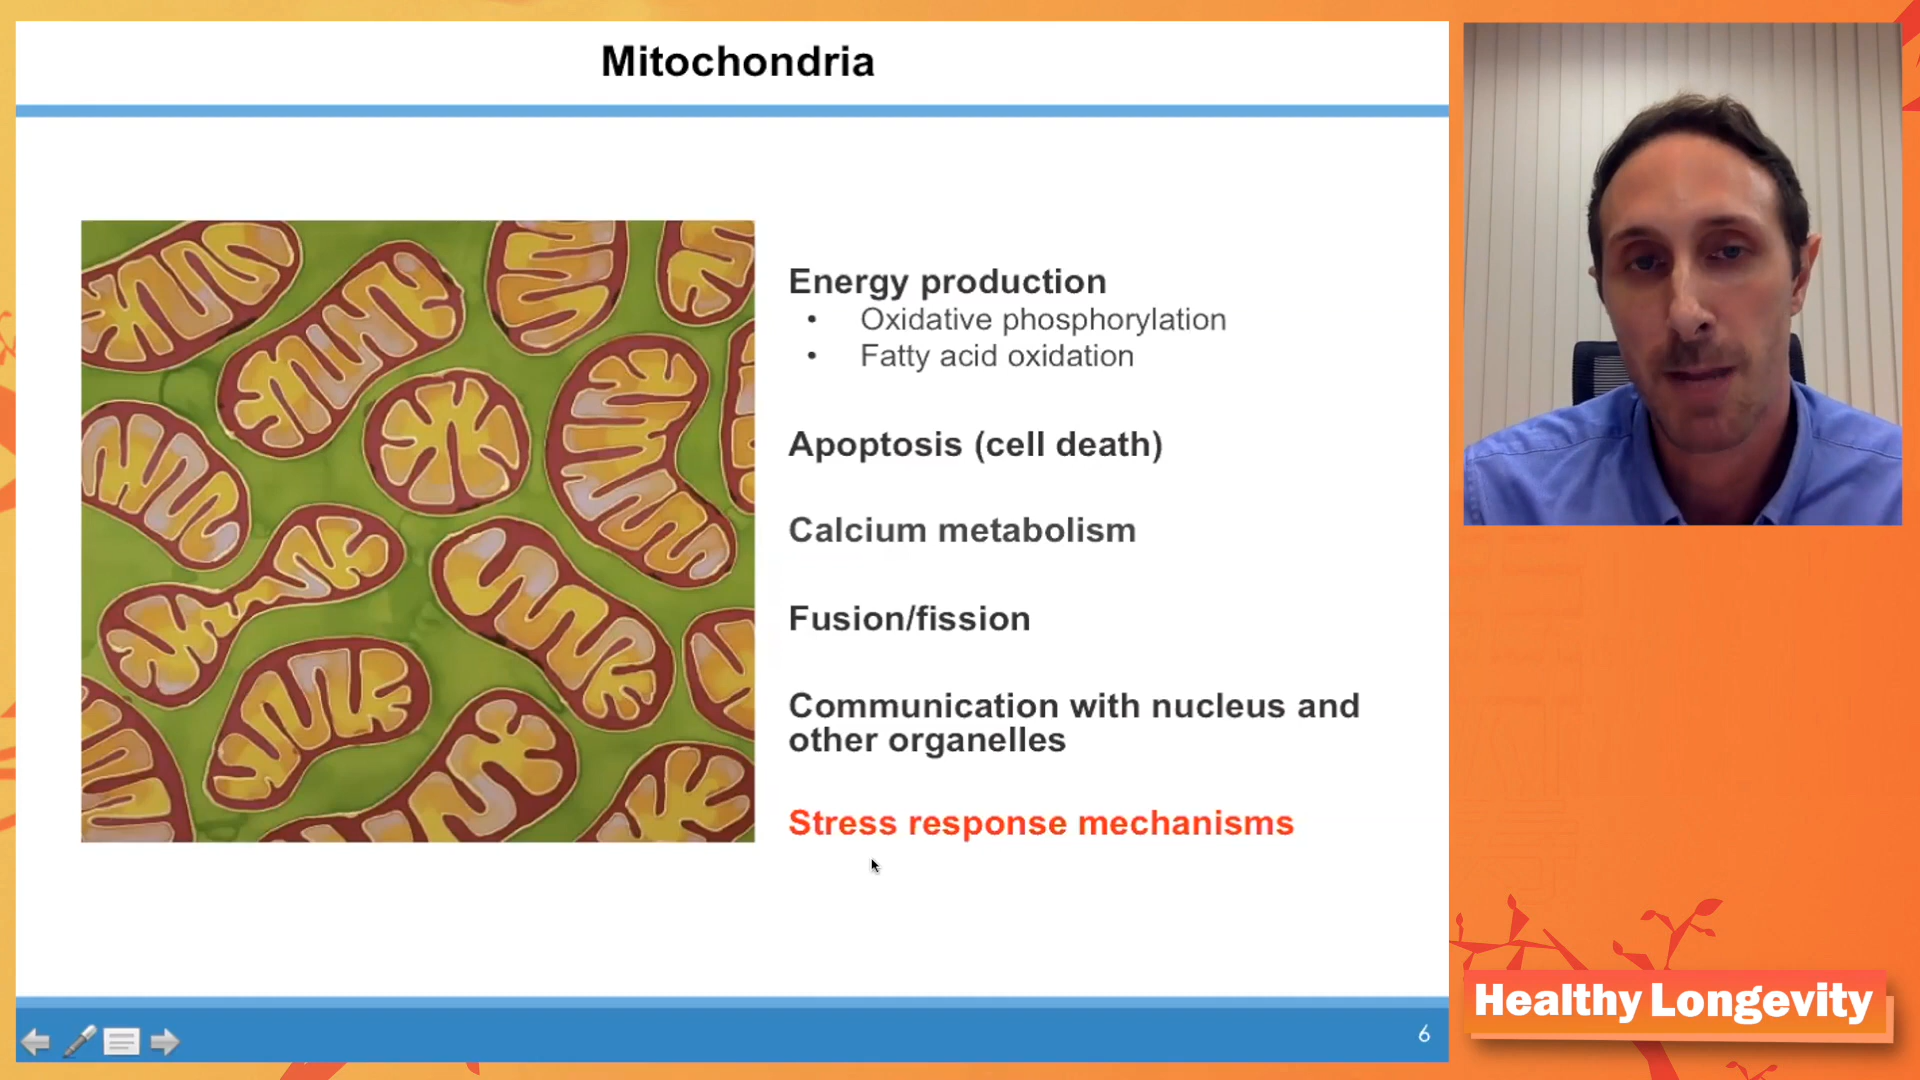 Mitochondria
Energy production
• Oxidative phosphorylation
• Fatty acid oxidation
Apoptosis (cell death)
Calcium metabolism
Fusion/fission
Communication with nucleus and
other organelles
Stress response mechanisms
6
Healthy Longevity